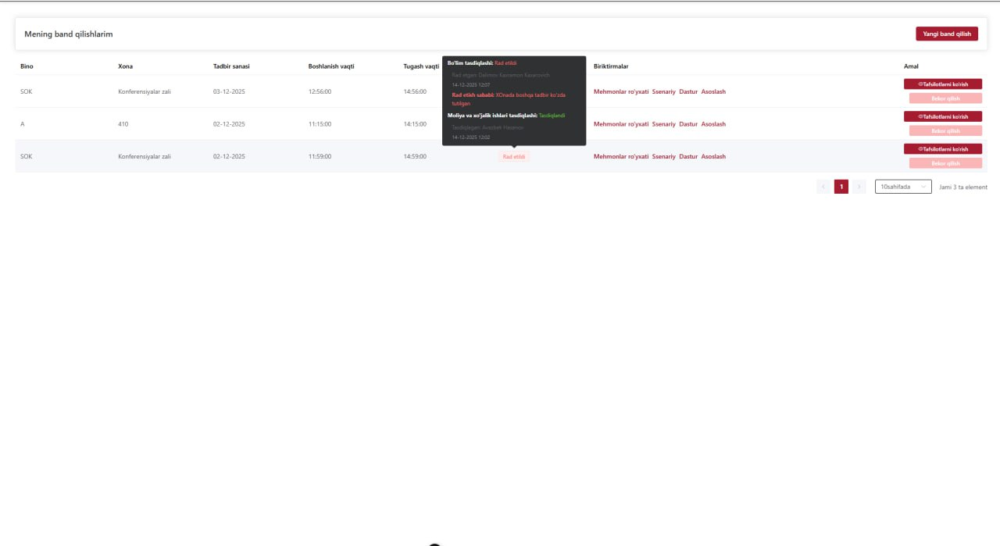 Mening band qilishlarim
Yangi band qilish
Bino Xona Tadbir sanasi Boshlanish vaqti Tugash vaqti Biriktirmalar Amal
Bo'lim tasdiqlashi: Rad etildi
Rad etgan: Dalimov Kaxramon Kaxarovich
14-12-2025 12:07
Rad etish sababi: XOnada boshqa tadbir ko'zda
tutilgan
Moliya va xo'jalik ishlari tasdiqlashi: Tasdiqlandi
Tasdiqlagan: Avazbek Hasanov
14-12-2025 12:02
SOK Konferensiyalar zali 03-12-2025 12:56:00 14:56:00 Mehmonlar ro'yxati Ssenariy Dastur Asoslash
Tafsilotlarni ko'rish
Bekor qilish
A 410 02-12-2025 11:15:00 14:15:00 Mehmonlar ro'yxati Ssenariy Dastur Asoslash
Tafsilotlarni ko'rish
Bekor qilish
SOK Konferensiyalar zali 02-12-2025 11:59:00 14:59:00 Rad etildi Mehmonlar ro'yxati Ssenariy Dastur Asoslash
Tafsilotlarni ko'rish
Bekor qilish
1 10sahifada Jami 3 ta element